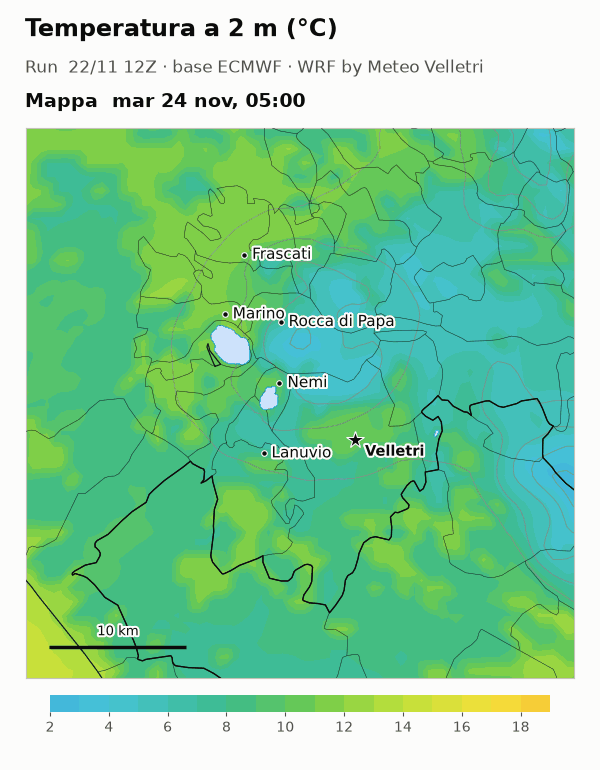 Temperatura a 2 m (°C)
Run 22/11 12Z · base ECMWF · WRF by Meteo Velletri
Mappa mar 24 nov, 05:00
Frascati
Marino
Rocca di Papa
Nemi
Velletri
Lanuvio
10 km
2 4 6 8 10 12 14 16 18